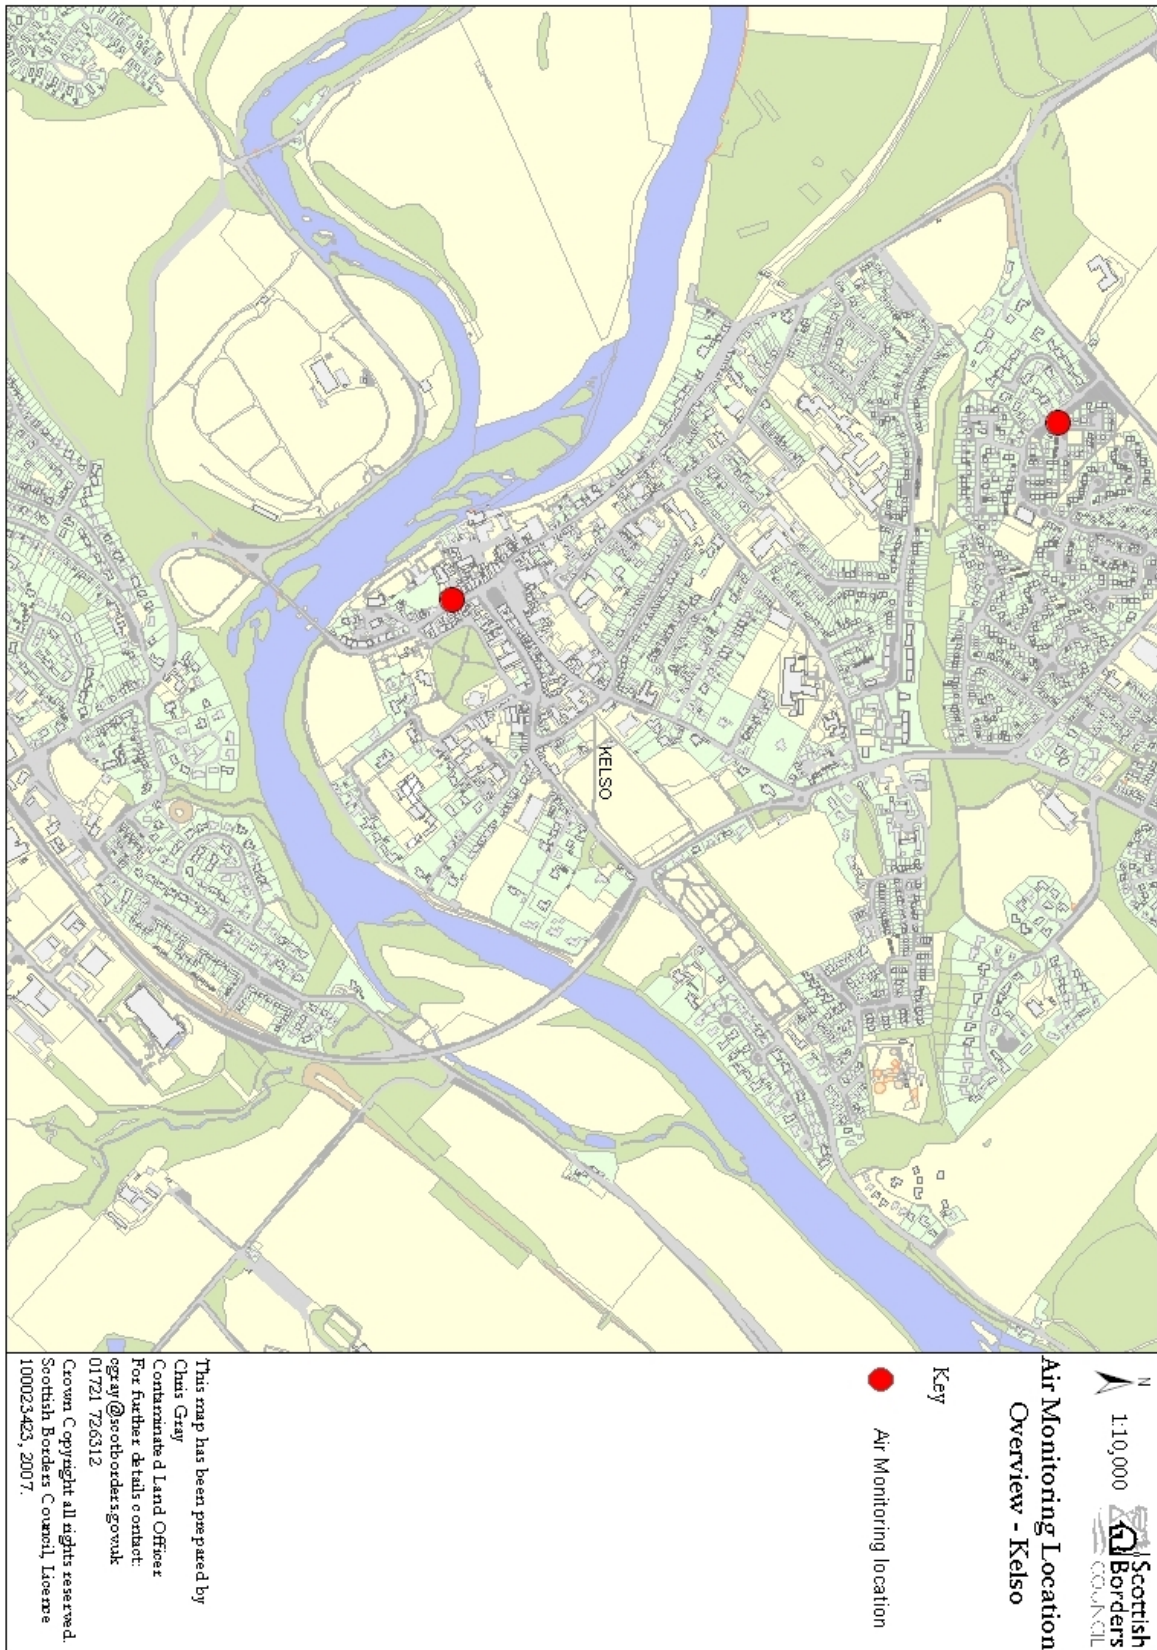 N
1:10,000
Scottish
Borders
COUNCIL
Air Monitoring Location
Overview - Kelso
Key
Air Monitoring location
KELSO
This map has been prepared by
Chris Gray
Contaminated Land Officer
For further details contact:
cgray@scotborders.gov.uk
01721 726312
Crown Copyright all rights reserved.
Scottish Borders Council, Licence
100023423, 2007.